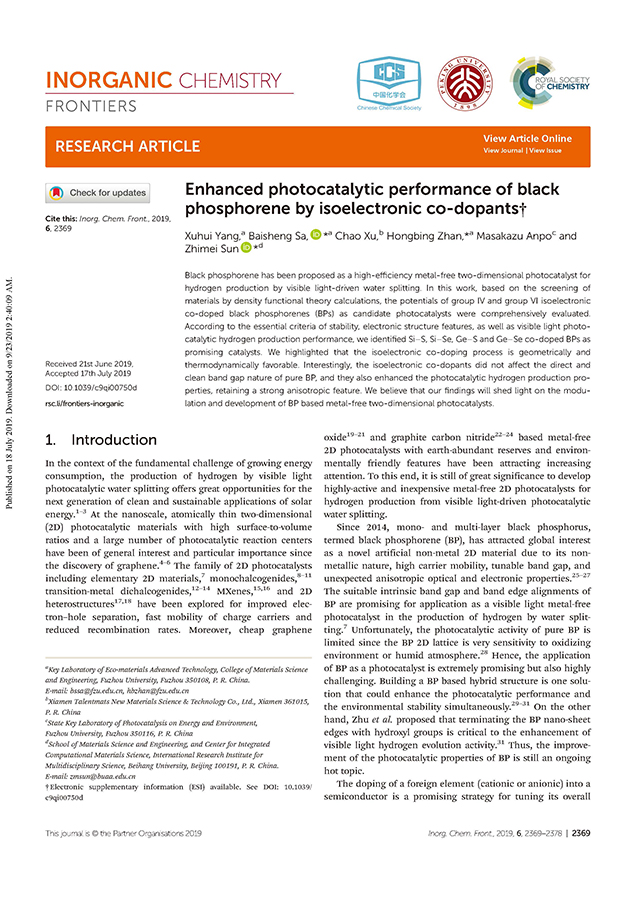 INORGANIC CHEMISTRY
FRONTIERS
CCS
中国化学会
Chinese Chemical Society
PEKING UNIVERSITY
1898
ROYAL SOCIETY
OF CHEMISTRY
RESEARCH ARTICLE
View Article Online
View Journal | View Issue
Check for updates
Cite this: Inorg. Chem. Front., 2019,
6, 2369
Enhanced photocatalytic performance of black
phosphorene by isoelectronic co-dopants†
Xuhui Yang,ᵃ Baisheng Sa, iD *ᵃ Chao Xu,ᵇ Hongbing Zhan,*ᵃ Masakazu Anpoᶜ and
Zhimei Sun iD *ᵈ
Black phosphorene has been proposed as a high-efficiency metal-free two-dimensional photocatalyst for
hydrogen production by visible light-driven water splitting. In this work, based on the screening of
materials by density functional theory calculations, the potentials of group IV and group VI isoelectronic
co-doped black phosphorenes (BPs) as candidate photocatalysts were comprehensively evaluated.
According to the essential criteria of stability, electronic structure features, as well as visible light photo-
catalytic hydrogen production performance, we identified Si–S, Si–Se, Ge–S and Ge–Se co-doped BPs as
promising catalysts. We highlighted that the isoelectronic co-doping process is geometrically and
thermodynamically favorable. Interestingly, the isoelectronic co-dopants did not affect the direct and
clean band gap nature of pure BP, and they also enhanced the photocatalytic hydrogen production pro-
perties, retaining a strong anisotropic feature. We believe that our findings will shed light on the modu-
lation and development of BP based metal-free two-dimensional photocatalysts.
Received 21st June 2019,
Accepted 17th July 2019
DOI: 10.1039/c9qi00750d
rsc.li/frontiers-inorganic
Published on 18 July 2019. Downloaded on 9/23/2019 2:40:09 AM.
1. Introduction
In the context of the fundamental challenge of growing energy
consumption, the production of hydrogen by visible light
photocatalytic water splitting offers great opportunities for the
next generation of clean and sustainable applications of solar
energy.¹⁻³ At the nanoscale, atomically thin two-dimensional
(2D) photocatalytic materials with high surface-to-volume
ratios and a large number of photocatalytic reaction centers
have been of general interest and particular importance since
the discovery of graphene.⁴⁻⁶ The family of 2D photocatalysts
including elementary 2D materials,⁷ monochalcogenides,⁸⁻¹¹
transition-metal dichalcogenides,¹²⁻¹⁴ MXenes,¹⁵,¹⁶ and 2D
heterostructures¹⁷,¹⁸ have been explored for improved elec-
tron–hole separation, fast mobility of charge carriers and
reduced recombination rates. Moreover, cheap graphene
ᵃKey Laboratory of Eco-materials Advanced Technology, College of Materials Science
and Engineering, Fuzhou University, Fuzhou 350108, P. R. China.
E-mail: bssa@fzu.edu.cn, hbzhan@fzu.edu.cn
ᵇXiamen Talentmats New Materials Science & Technology Co., Ltd., Xiamen 361015,
P. R. China
ᶜState Key Laboratory of Photocatalysis on Energy and Environment,
Fuzhou University, Fuzhou 350116, P. R. China
ᵈSchool of Materials Science and Engineering, and Center for Integrated
Computational Materials Science, International Research Institute for
Multidisciplinary Science, Beihang University, Beijing 100191, P. R. China.
E-mail: zmsun@buaa.edu.cn
†Electronic supplementary information (ESI) available. See DOI: 10.1039/
c9qi00750d
oxide¹⁹⁻²¹ and graphite carbon nitride²²⁻²⁴ based metal-free
2D photocatalysts with earth-abundant reserves and environ-
mentally friendly features have been attracting increasing
attention. To this end, it is still of great significance to develop
highly-active and inexpensive metal-free 2D photocatalysts for
hydrogen production from visible light-driven photocatalytic
water splitting.
Since 2014, mono- and multi-layer black phosphorus,
termed black phosphorene (BP), has attracted global interest
as a novel artificial non-metal 2D material due to its non-
metallic nature, high carrier mobility, tunable band gap, and
unexpected anisotropic optical and electronic properties.²⁵⁻²⁷
The suitable intrinsic band gap and band edge alignments of
BP are promising for application as a visible light metal-free
photocatalyst in the production of hydrogen by water split-
ting.⁷ Unfortunately, the photocatalytic activity of pure BP is
limited since the BP 2D lattice is very sensitivity to oxidizing
environment or humid atmosphere.²⁸ Hence, the application
of BP as a photocatalyst is extremely promising but also highly
challenging. Building a BP based hybrid structure is one solu-
tion that could enhance the photocatalytic performance and
the environmental stability simultaneously.²⁹⁻³¹ On the other
hand, Zhu et al. proposed that terminating the BP nano-sheet
edges with hydroxyl groups is critical to the enhancement of
visible light hydrogen evolution activity.³¹ Thus, the improve-
ment of the photocatalytic properties of BP is still an ongoing
hot topic.
The doping of a foreign element (cationic or anionic) into a
semiconductor is a promising strategy for tuning its overall
This journal is © the Partner Organisations 2019
Inorg. Chem. Front., 2019, 6, 2369–2378 | 2369